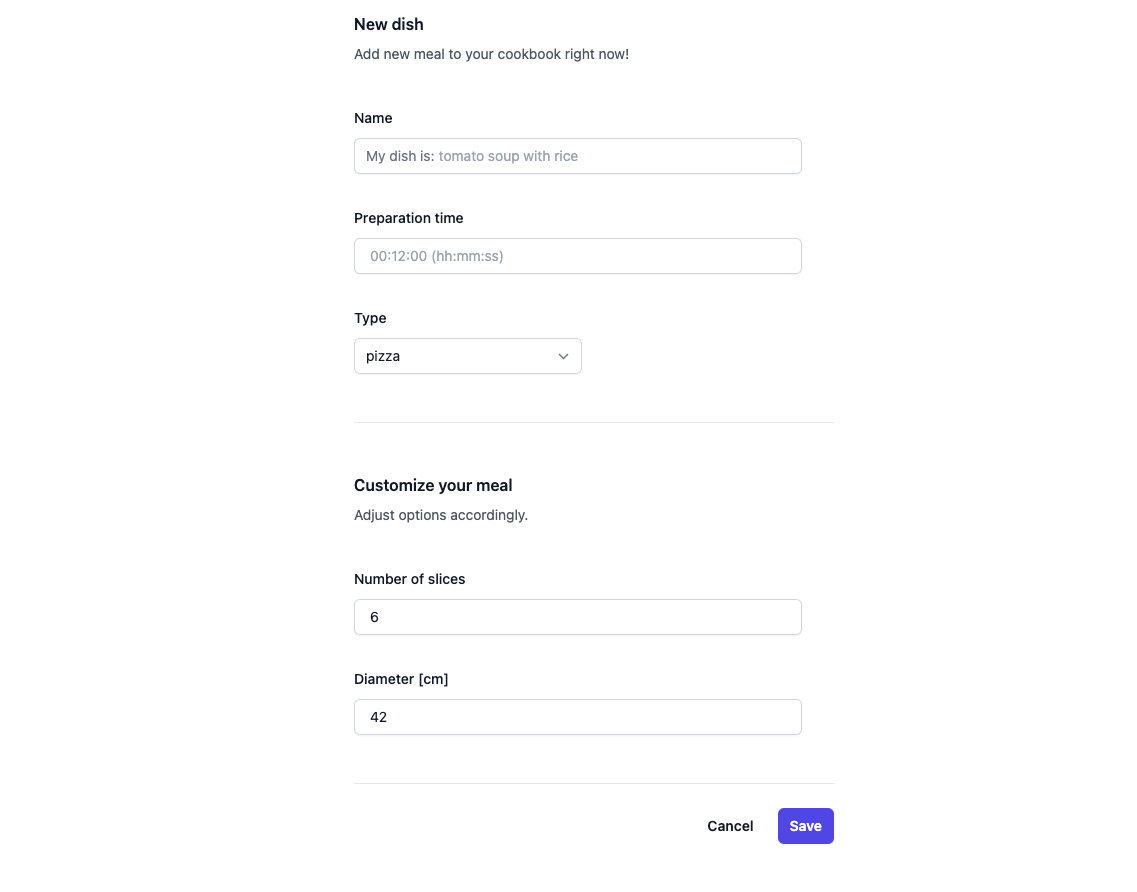 New dish
Add new meal to your cookbook right now!
Name
My dish is: tomato soup with rice
Preparation time
00:12:00 (hh:mm:ss)
Type
pizza
Customize your meal
Adjust options accordingly.
Number of slices
6
Diameter [cm]
42
Cancel Save